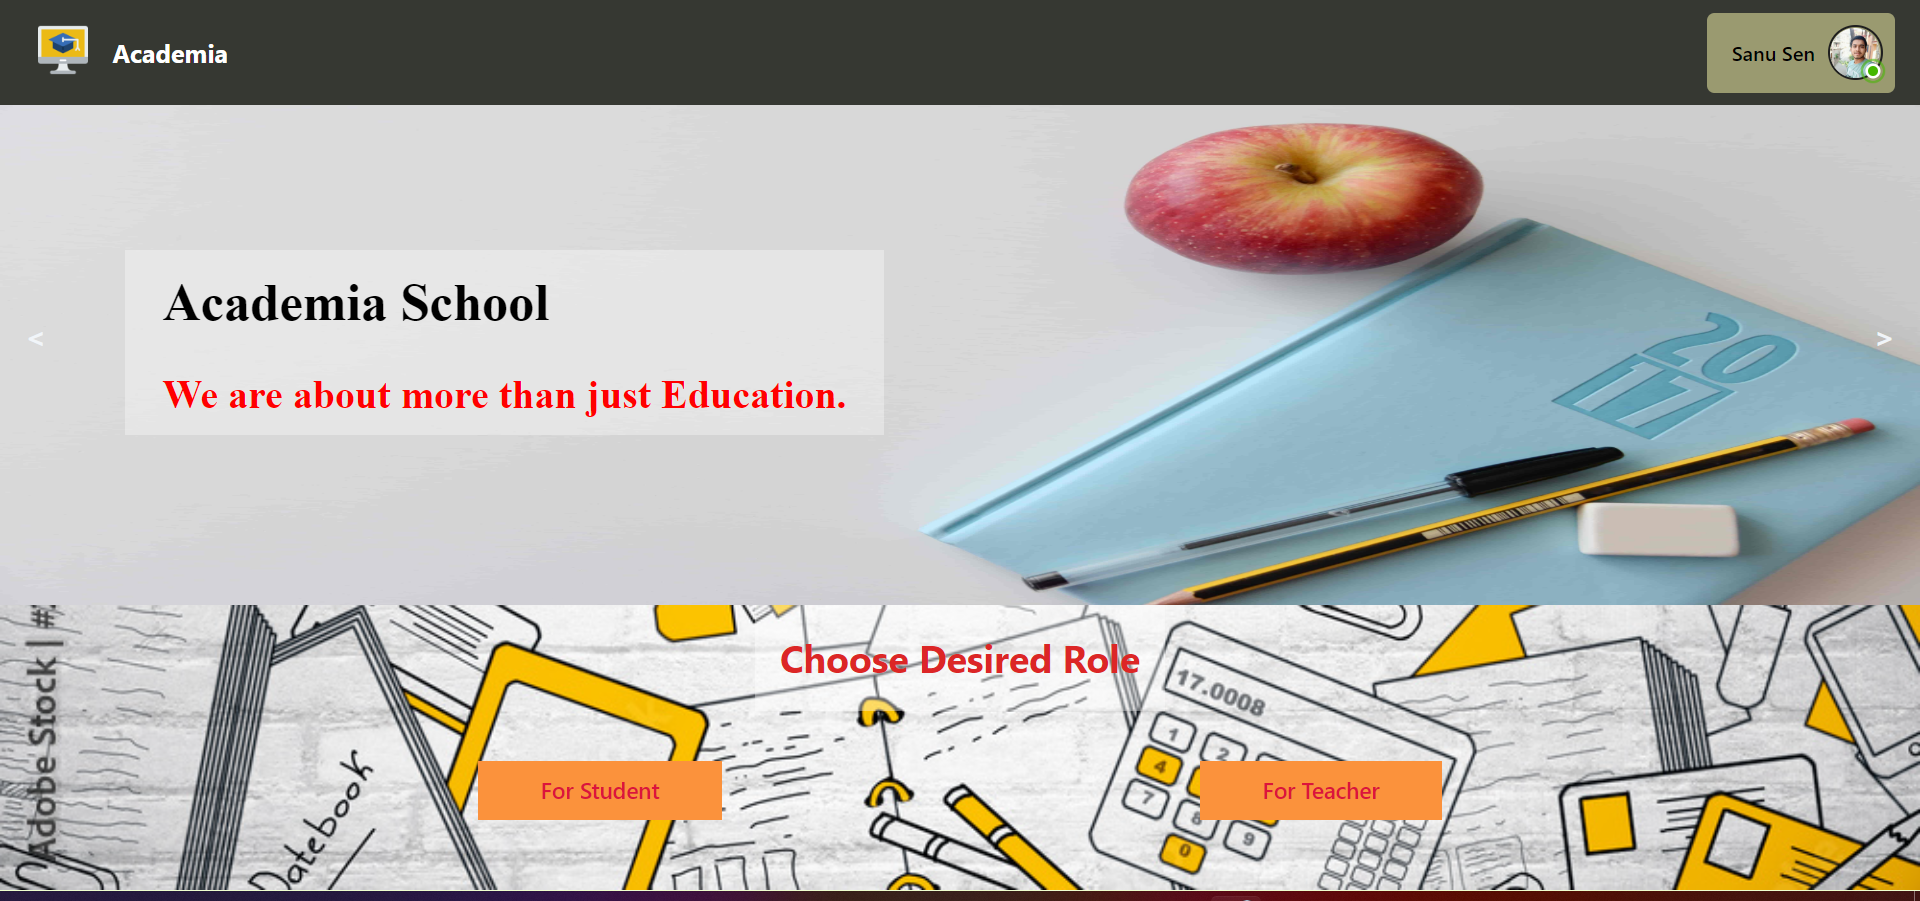 Academia
Sanu Sen
Academia School
We are about more than just Education.
<
>
2017
Adobe Stock | #
Choose Desired Role
17.0008
1
2
4
7
8
9
0
Datebook
For Student
For Teacher